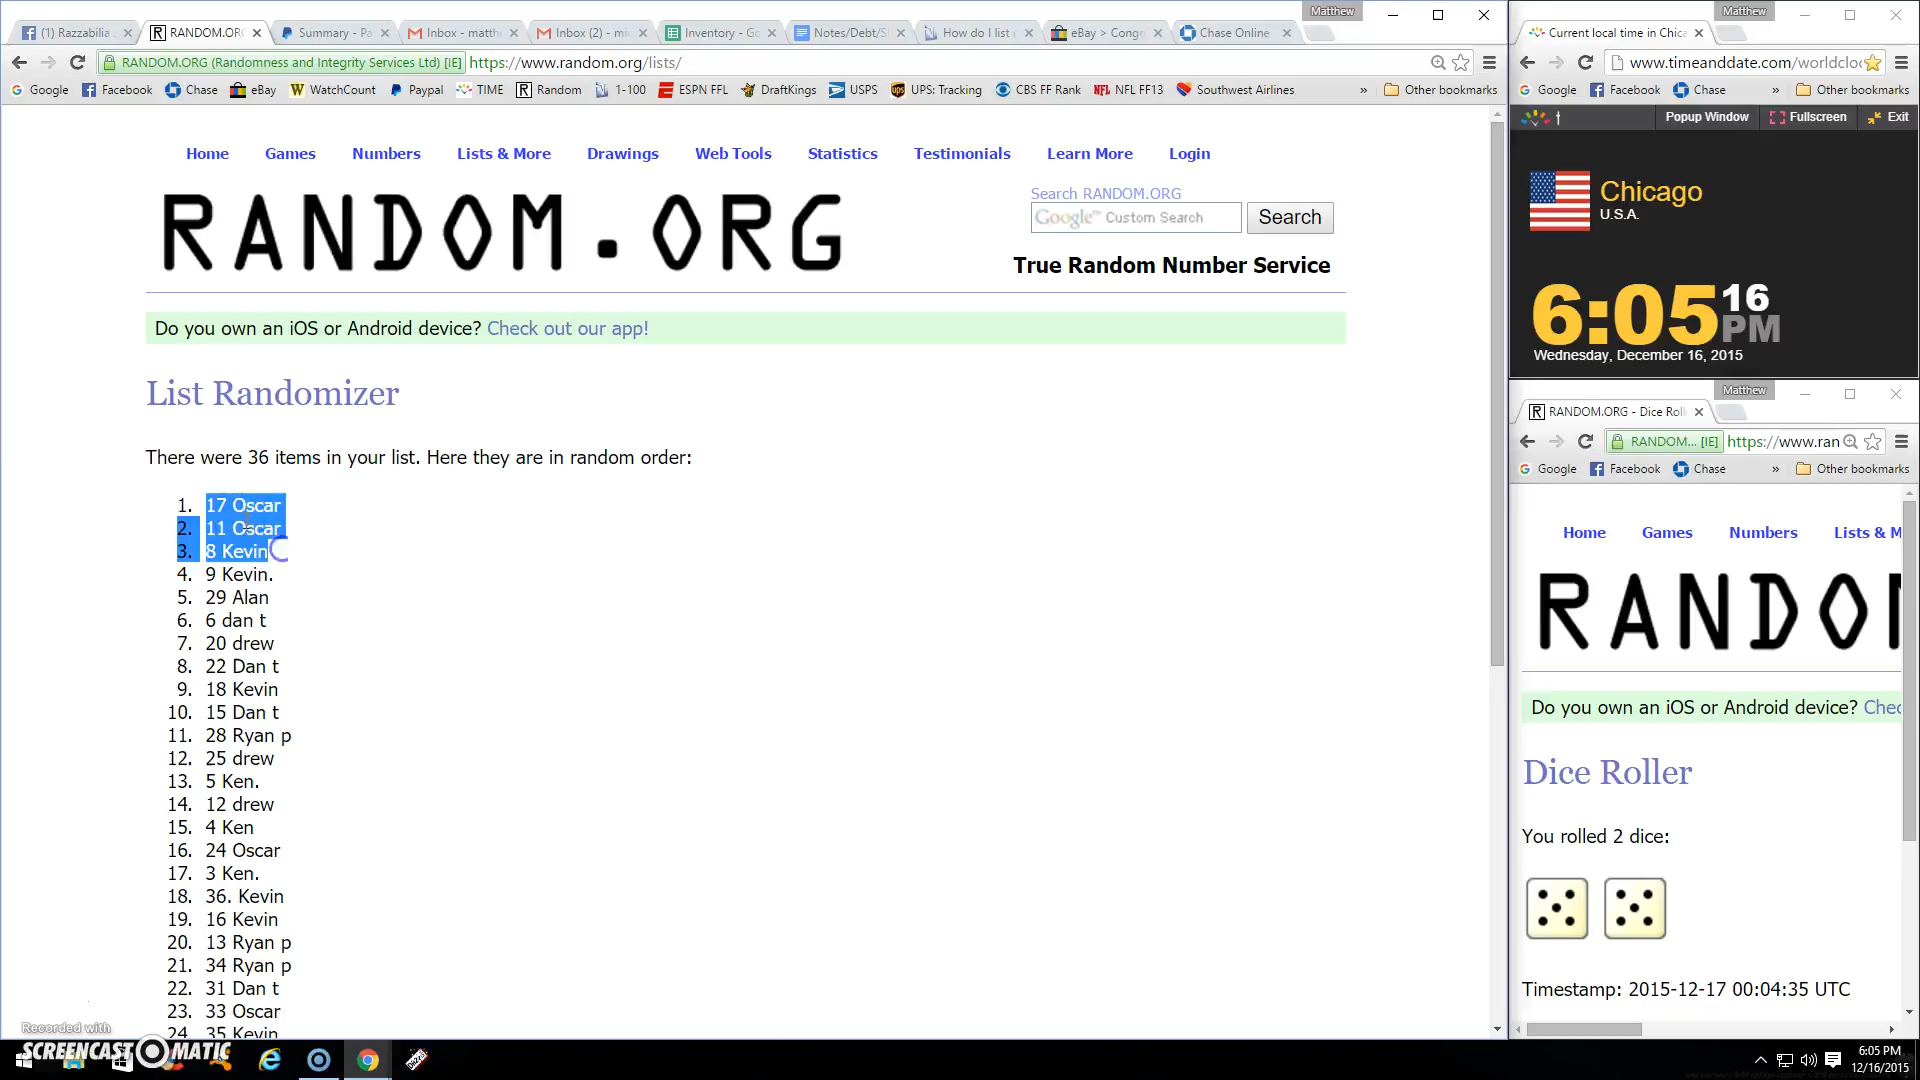 Matthew
(1) Razzabilia
RANDOM.ORG
Summary - Pa
Inbox - matth
Inbox (2) - mi
Inventory - Go
Notes/Debt/S
How do I list
eBay > Congr
Chase Online
RANDOM.ORG (Randomness and Integrity Services Ltd) [IE] https://www.random.org/lists/
Google Facebook Chase eBay WatchCount Paypal TIME Random 1-100 ESPN FFL DraftKings USPS UPS: Tracking CBS FF Rank NFL FF13 Southwest Airlines » Other bookmarks
Home Games Numbers Lists & More Drawings Web Tools Statistics Testimonials Learn More Login
RANDOM.ORG
Search RANDOM.ORG
Google™ Custom Search Search
True Random Number Service
Do you own an iOS or Android device? Check out our app!
List Randomizer
There were 36 items in your list. Here they are in random order:
1. 17 Oscar
2. 11 Oscar
3. 8 Kevin
4. 9 Kevin.
5. 29 Alan
6. 6 dan t
7. 20 drew
8. 22 Dan t
9. 18 Kevin
10. 15 Dan t
11. 28 Ryan p
12. 25 drew
13. 5 Ken.
14. 12 drew
15. 4 Ken
16. 24 Oscar
17. 3 Ken.
18. 36. Kevin
19. 16 Kevin
20. 13 Ryan p
21. 34 Ryan p
22. 31 Dan t
23. 33 Oscar
24. 35 Kevin
Matthew
Current local time in Chica
www.timeanddate.com/worldcloc
Google Facebook Chase » Other bookmarks
Popup Window Fullscreen Exit
Chicago
U.S.A.
6:05 16 PM
Wednesday, December 16, 2015
Matthew
RANDOM.ORG - Dice Roll
RANDOM... [IE] https://www.ran
Google Facebook Chase » Other bookmarks
Home Games Numbers Lists & M
RANDOM
Do you own an iOS or Android device? Chec
Dice Roller
You rolled 2 dice:
Timestamp: 2015-12-17 00:04:35 UTC
Recorded with
SCREENCAST-O-MATIC
6:05 PM
12/16/2015